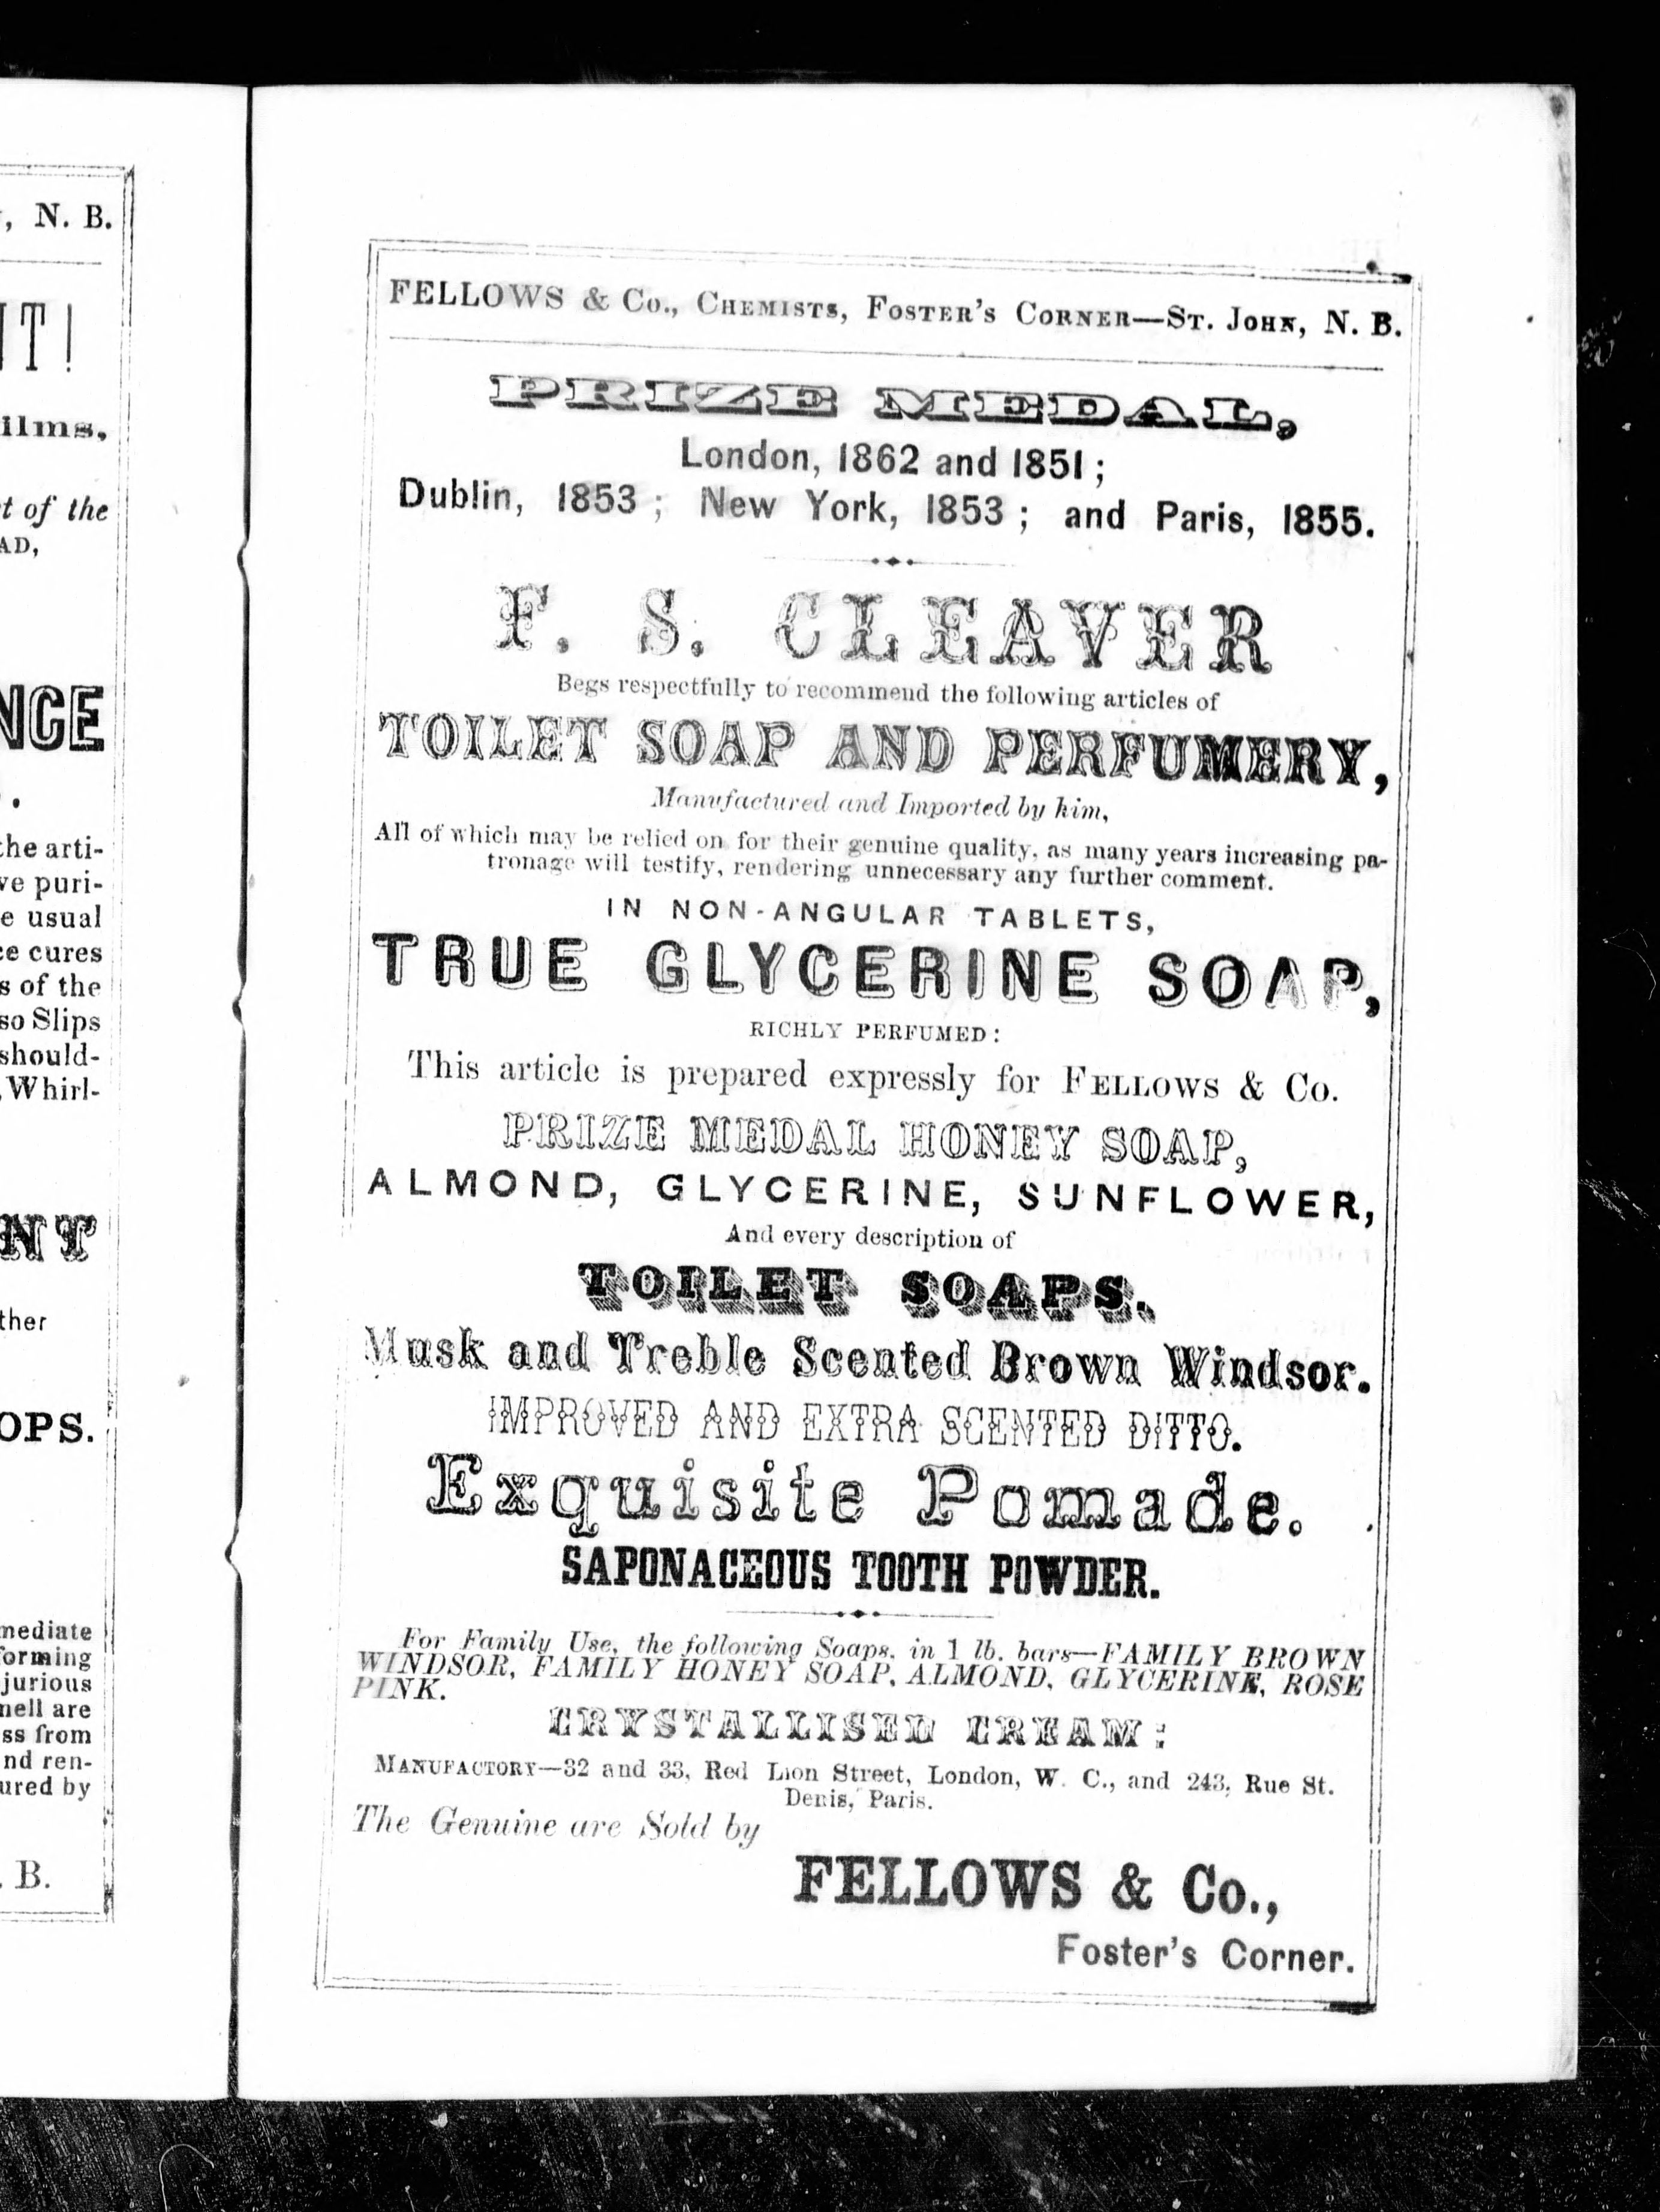 , N. B.
NT!
ilms,
t of the
AD,
NCE
.
the arti-
ve puri-
e usual
ce cures
s of the
so Slips
should-
, Whirl-
NT
ther
OPS.
mediate
forming
jurious
nell are
ss from
nd ren-
ured by
. B.
FELLOWS & Co., Chemists, Foster's Corner—St. John, N. B.
PRIZE MEDAL,
London, 1862 and 1851;
Dublin, 1853; New York, 1853; and Paris, 1855.
F. S. CLEAVER
Begs respectfully to recommend the following articles of
TOILET SOAP AND PERFUMERY,
Manufactured and Imported by him,
All of which may be relied on for their genuine quality, as many years increasing pa-
tronage will testify, rendering unnecessary any further comment.
IN NON-ANGULAR TABLETS,
TRUE GLYCERINE SOAP,
RICHLY PERFUMED:
This article is prepared expressly for Fellows & Co.
PRIZE MEDAL HONEY SOAP,
ALMOND, GLYCERINE, SUNFLOWER,
And every description of
TOILET SOAPS.
Musk and Treble Scented Brown Windsor.
IMPROVED AND EXTRA SCENTED DITTO.
Exquisite Pomade.
SAPONACEOUS TOOTH POWDER.
For Family Use, the following Soaps, in 1 lb. bars—FAMILY BROWN
WINDSOR, FAMILY HONEY SOAP, ALMOND, GLYCERINE, ROSE
PINK.
CRYSTALLISED CREAM:
Manufactory—32 and 33, Red Lion Street, London, W. C., and 243, Rue St.
Denis, Paris.
The Genuine are Sold by
FELLOWS & Co.,
Foster's Corner.